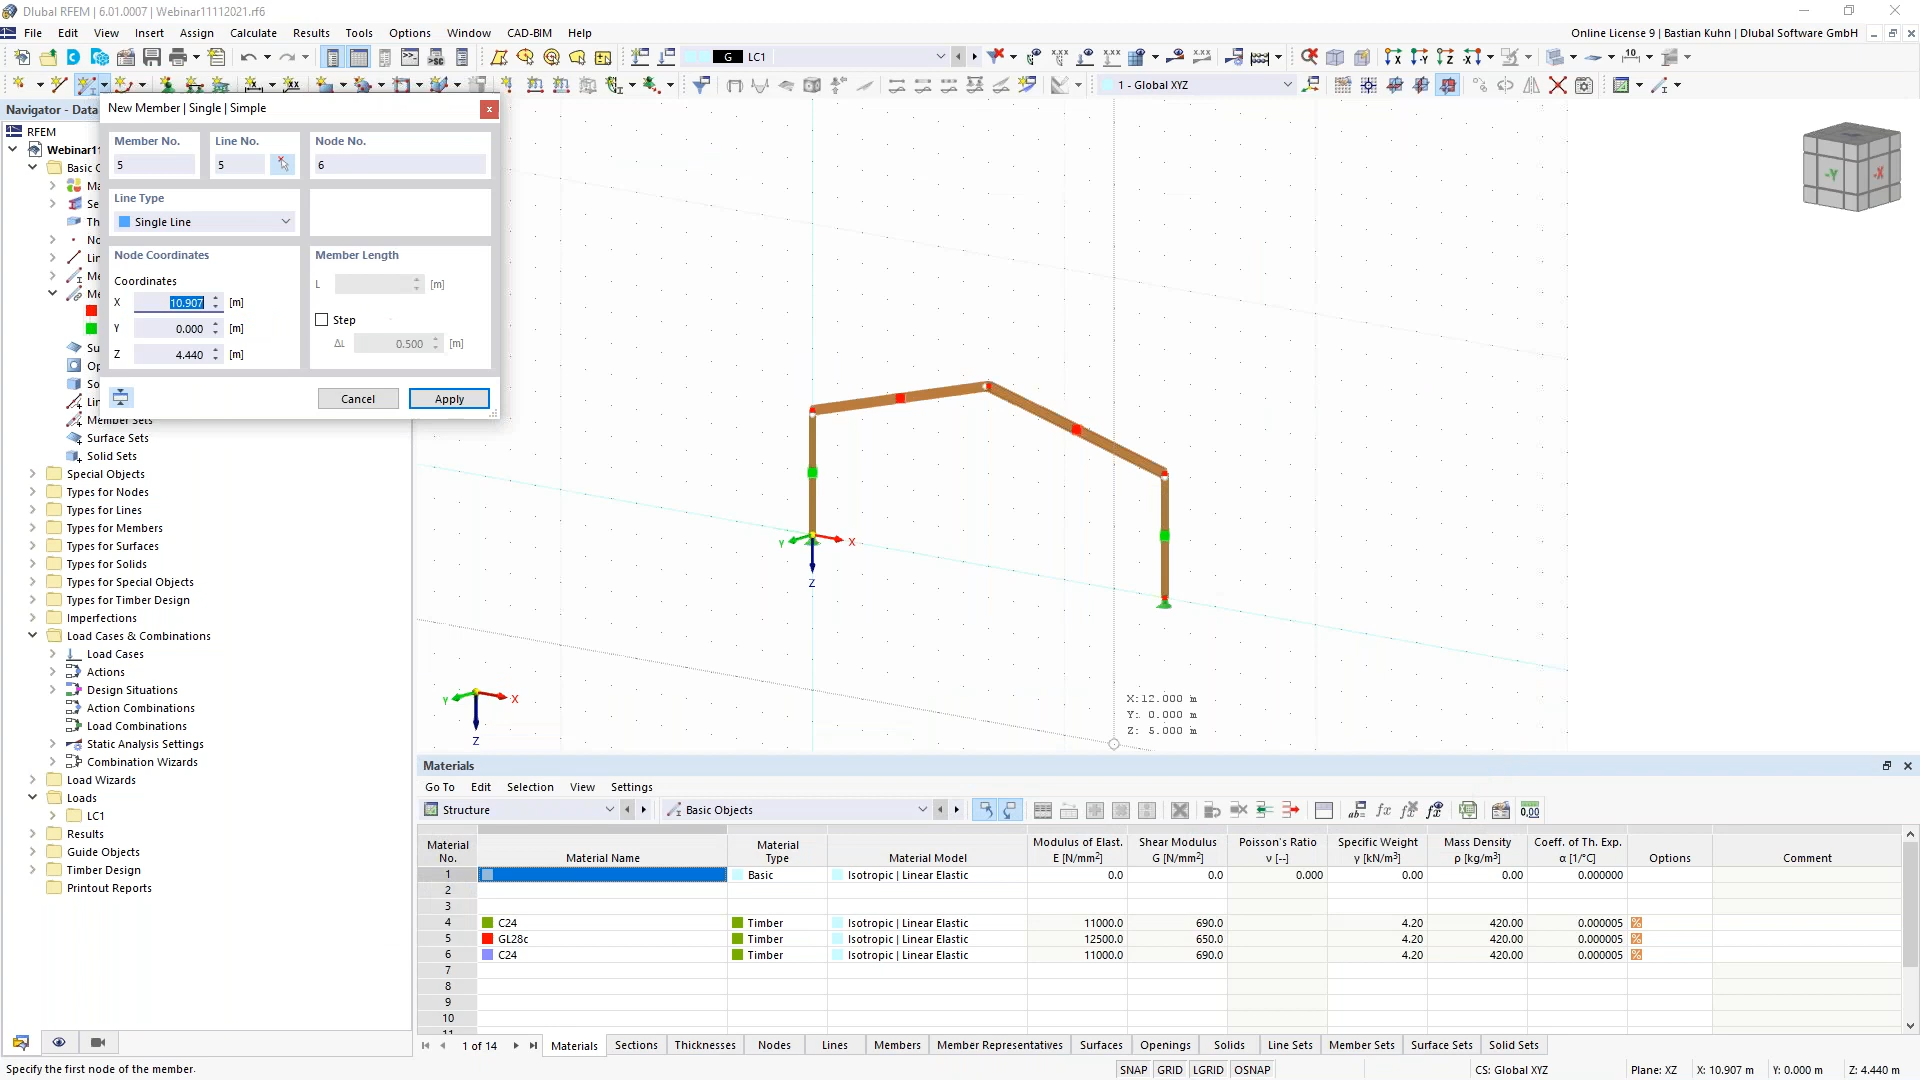 Dlubal RFEM | 6.01.0007 | Webinar11112021.rf6
File Edit View Insert Assign Calculate Results Tools Options Window CAD-BIM Help
Online License 9 | Bastian Kuhn | Dlubal Software GmbH
G LC1
1 - Global XYZ
Navigator - Data
RFEM
Webinar11
Basic O
Ma
Se
Th
No
Lin
Me
Me
Su
Op
So
Lin
Member Sets
Surface Sets
Solid Sets
Special Objects
Types for Nodes
Types for Lines
Types for Members
Types for Surfaces
Types for Solids
Types for Special Objects
Types for Timber Design
Imperfections
Load Cases & Combinations
Load Cases
Actions
Design Situations
Action Combinations
Load Combinations
Static Analysis Settings
Combination Wizards
Load Wizards
Loads
LC1
Results
Guide Objects
Timber Design
Printout Reports
New Member | Single | Simple
Member No. Line No. Node No.
5 5 6
Line Type
Single Line
Node Coordinates Member Length
Coordinates
L [m]
X 10.907 [m]
Step
Y 0.000 [m]
ΔL 0.500 [m]
Z 4.440 [m]
Cancel Apply
-Y -X
Y X
Z
Y X
Z
X:12.000 m
Y: 0.000 m
Z: 5.000 m
Materials
Go To Edit Selection View Settings
Structure Basic Objects
Material No. Material Name Material Type Material Model Modulus of Elast. E [N/mm²] Shear Modulus G [N/mm²] Poisson's Ratio ν [--] Specific Weight γ [kN/m³] Mass Density ρ [kg/m³] Coeff. of Th. Exp. α [1/°C] Options Comment
1 Basic Isotropic | Linear Elastic 0.0 0.0 0.000 0.00 0.00 0.000000
2
3
4 C24 Timber Isotropic | Linear Elastic 11000.0 690.0 4.20 420.00 0.000005
5 GL28c Timber Isotropic | Linear Elastic 12500.0 650.0 4.20 420.00 0.000005
6 C24 Timber Isotropic | Linear Elastic 11000.0 690.0 4.20 420.00 0.000005
7
8
9
10
11
1 of 14 Materials Sections Thicknesses Nodes Lines Members Member Representatives Surfaces Openings Solids Line Sets Member Sets Surface Sets Solid Sets
Specify the first node of the member.
SNAP GRID LGRID OSNAP CS: Global XYZ Plane: XZ X: 10.907 m Y: 0.000 m Z: 4.440 m